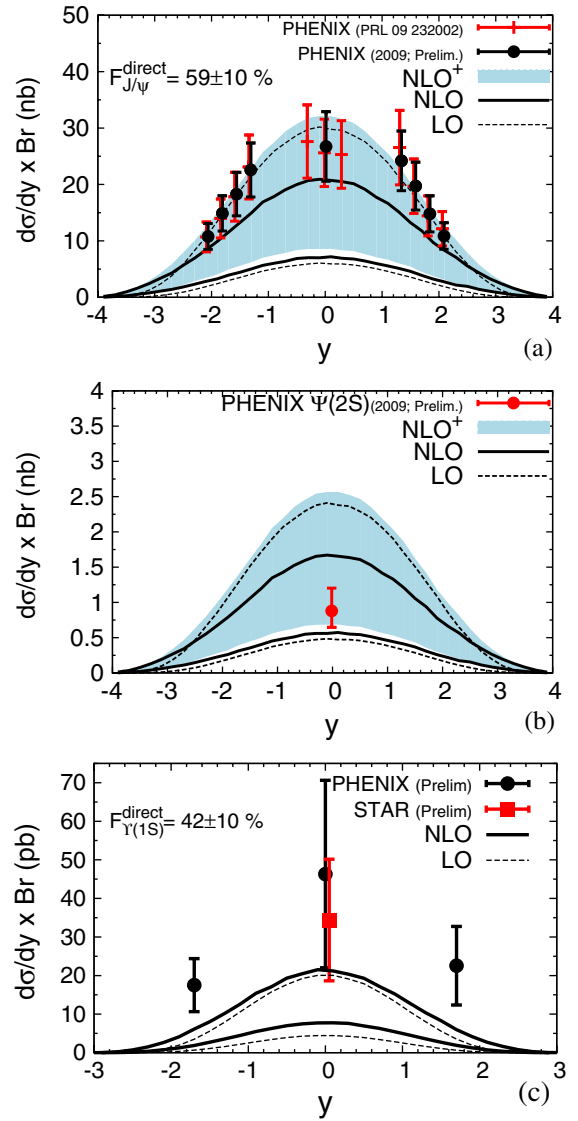 PHENIX (PRL 09 232002)
PHENIX (2009; Prelim.)
NLO+
NLO
LO
F_{J/ψ}^{direct} = 59±10 %
dσ/dy x Br (nb)
50
40
30
20
10
0
-4 -3 -2 -1 0 1 2 3 4
y
(a)
PHENIX Ψ(2S) (2009; Prelim.)
NLO+
NLO
LO
dσ/dy x Br (nb)
4
3.5
3
2.5
2
1.5
1
0.5
0
-4 -3 -2 -1 0 1 2 3 4
y
(b)
PHENIX (Prelim)
STAR (Prelim)
NLO
LO
F_{ϒ(1S)}^{direct} = 42±10 %
dσ/dy x Br (pb)
70
60
50
40
30
20
10
0
-3 -2 -1 0 1 2 3
y
(c)